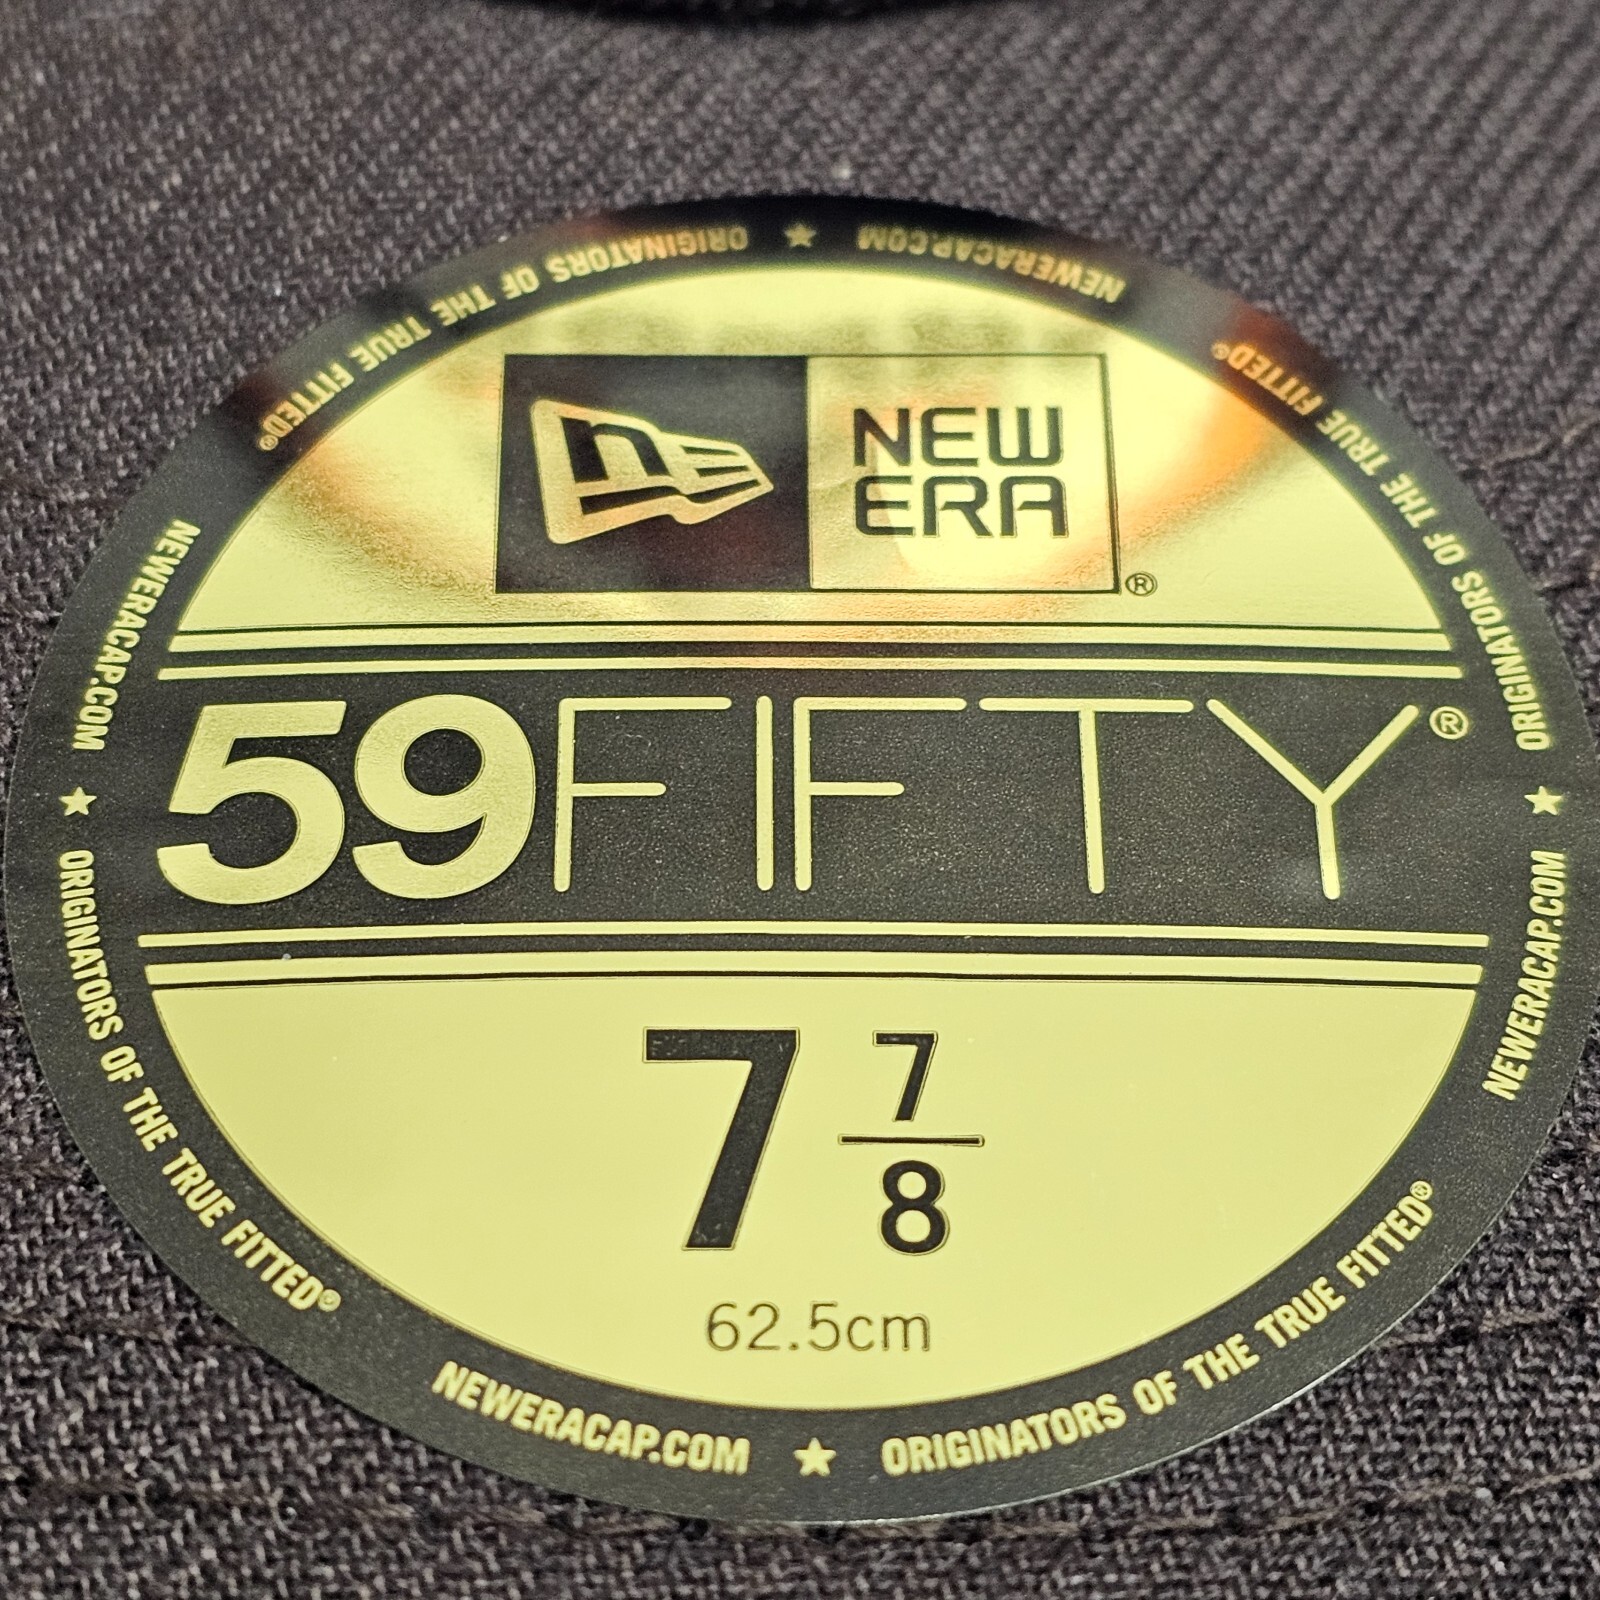 NEW
ERA®
59FIFTY®
7 7/8
62.5cm
NEWERACAP.COM ★ ORIGINATORS OF THE TRUE FITTED®
NEWERACAP.COM ★ ORIGINATORS OF THE TRUE FITTED®
NEWERACAP.COM ★ ORIGINATORS OF THE TRUE FITTED®
NEWERACAP.COM ★ ORIGINATORS OF THE TRUE FITTED®